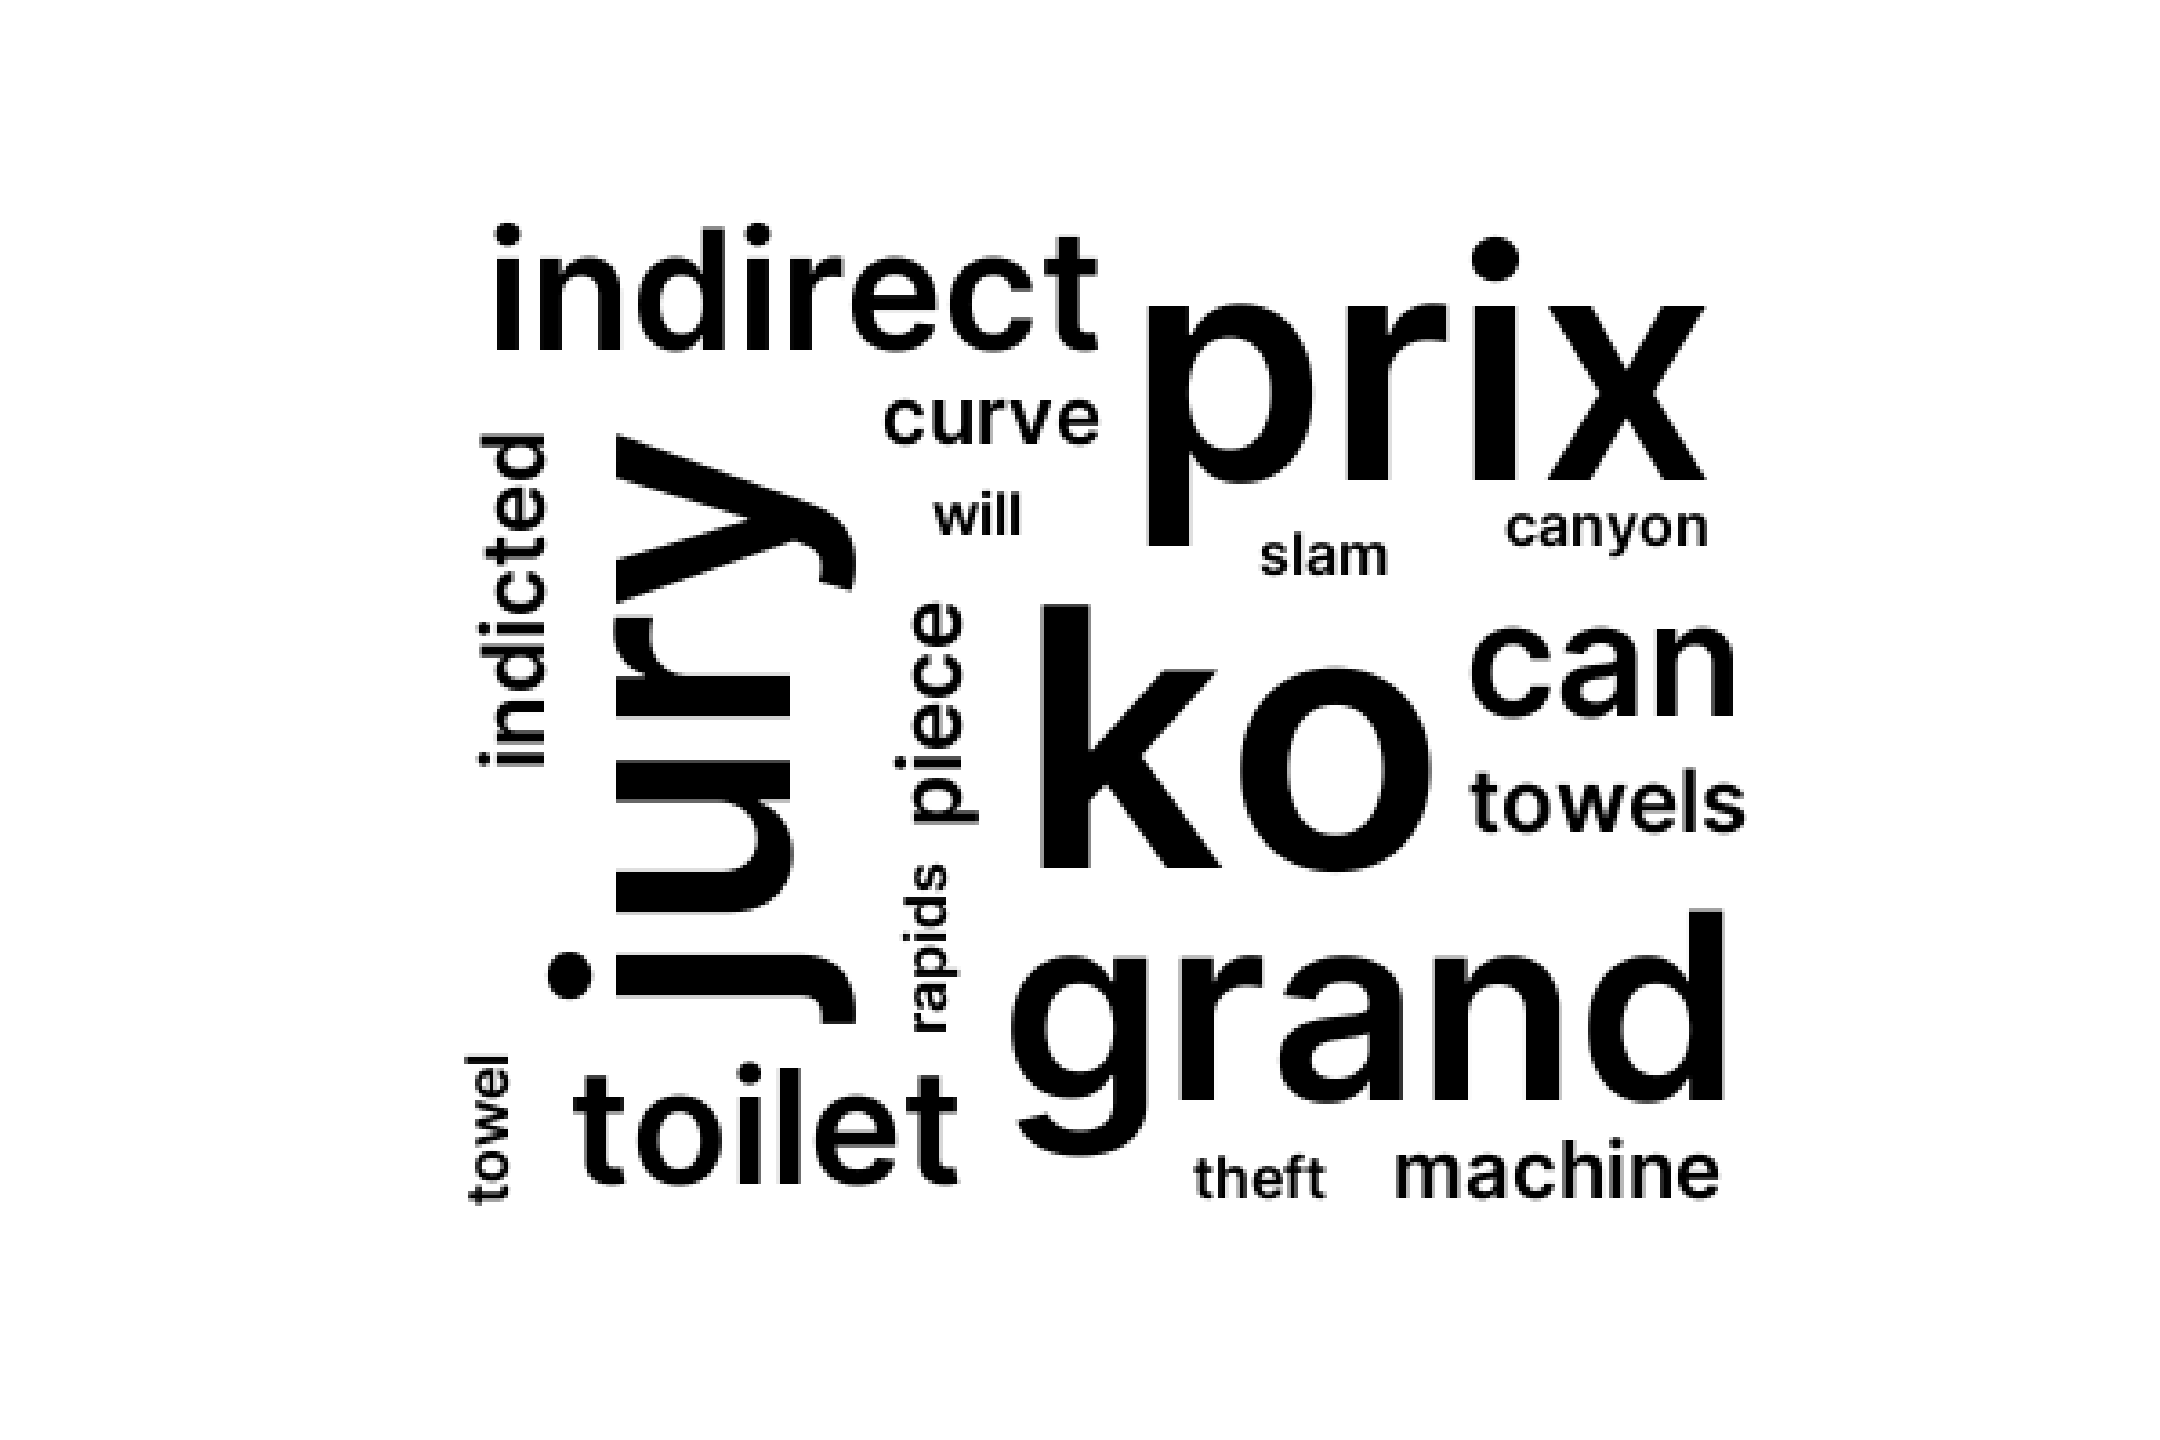 indirect
prix
curve
indicted
jury
will
canyon
slam
piece
ko
can
towels
rapids
grand
towel
toilet
theft
machine